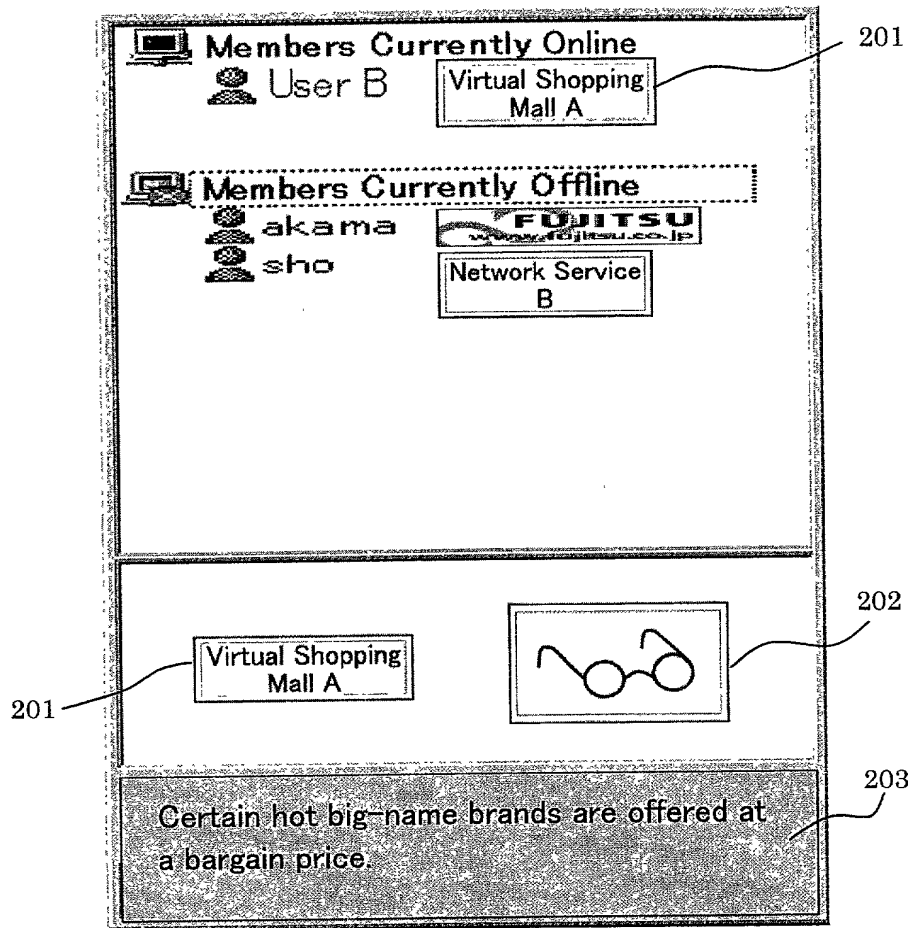 Members Currently Online
201
User B
Virtual Shopping
Mall A
Members Currently Offline
akama
FUJITSU
www.fujitsu.co.jp
sho
Network Service
B
202
Virtual Shopping
Mall A
201
203
Certain hot big-name brands are offered at
a bargain price.